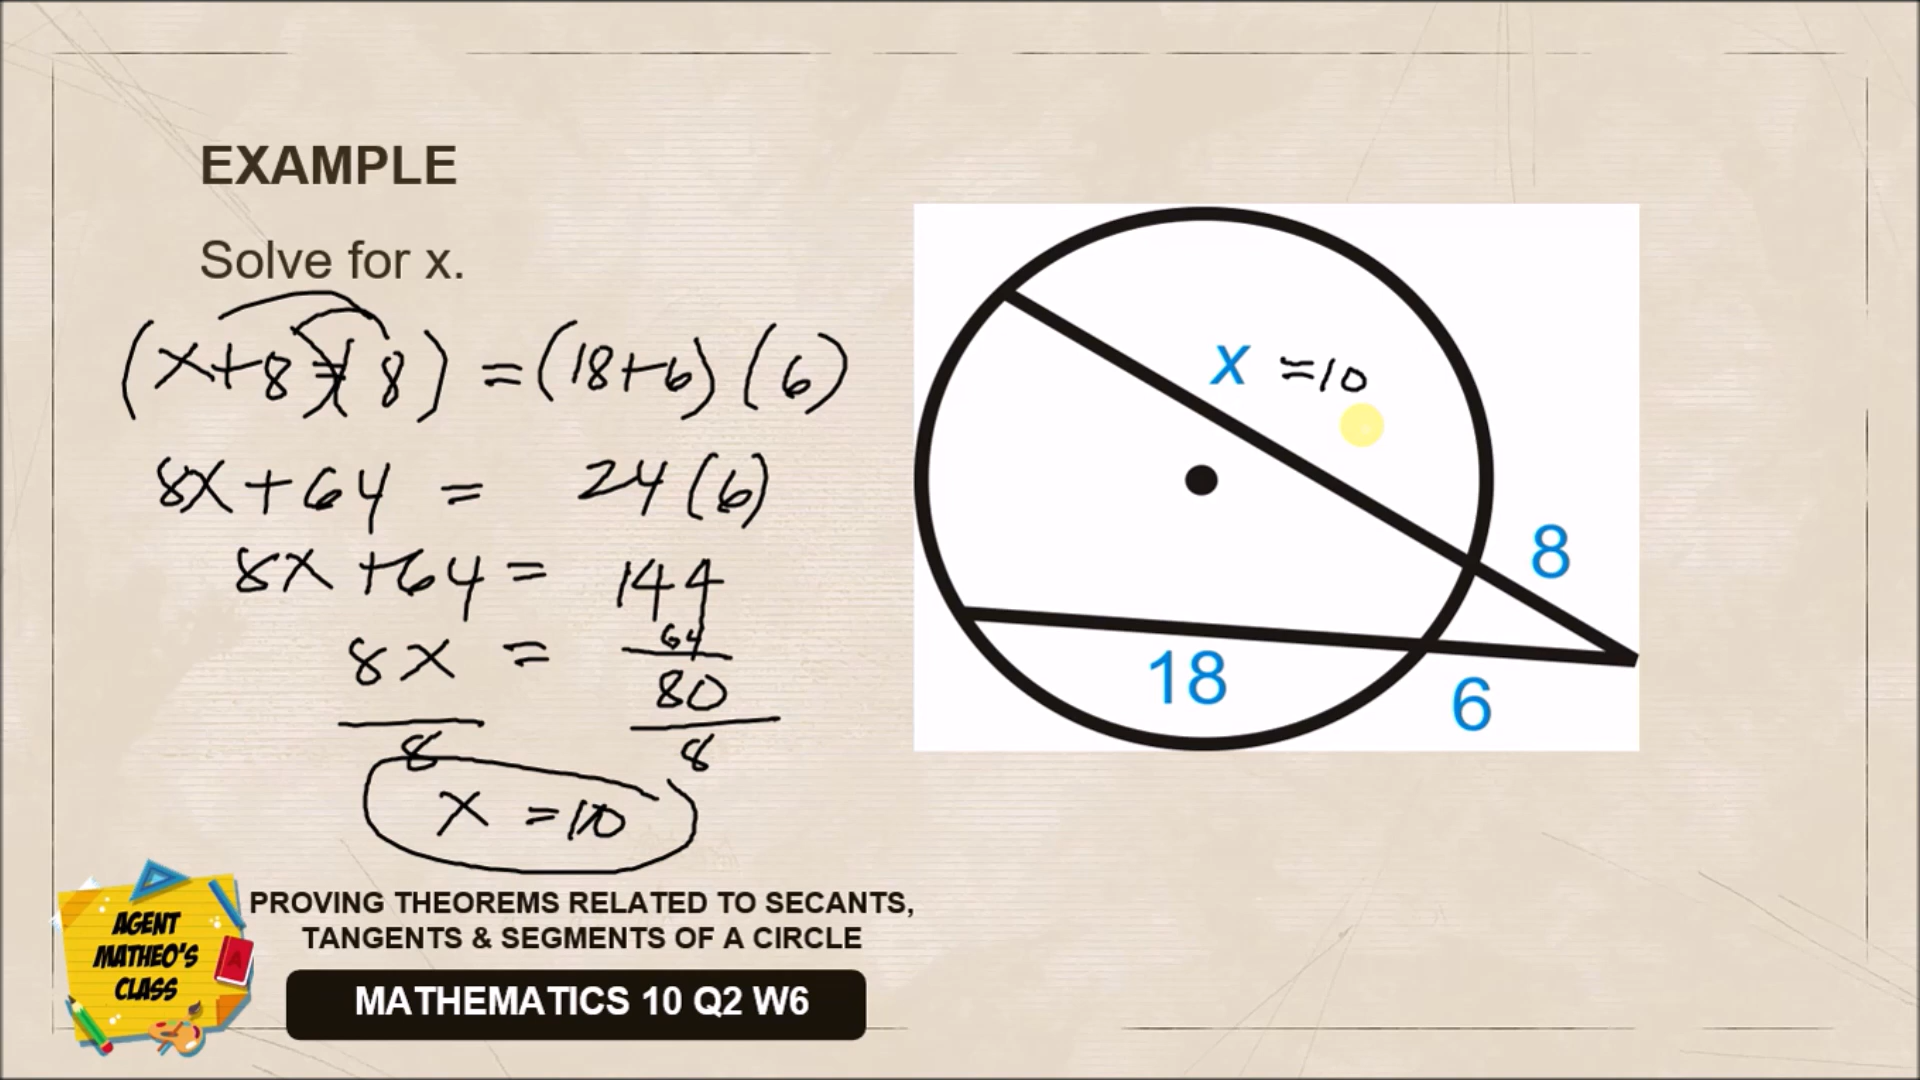 EXAMPLE
Solve for x.
(x+8)(8) = (18+6)(6)
8x+64 = 24(6)
8x+64 = 144
64
8x = 80
8 8
x = 10
x =10
8
18
6
AGENT
MATHEO'S
CLASS
A
PROVING THEOREMS RELATED TO SECANTS,
TANGENTS & SEGMENTS OF A CIRCLE
MATHEMATICS 10 Q2 W6